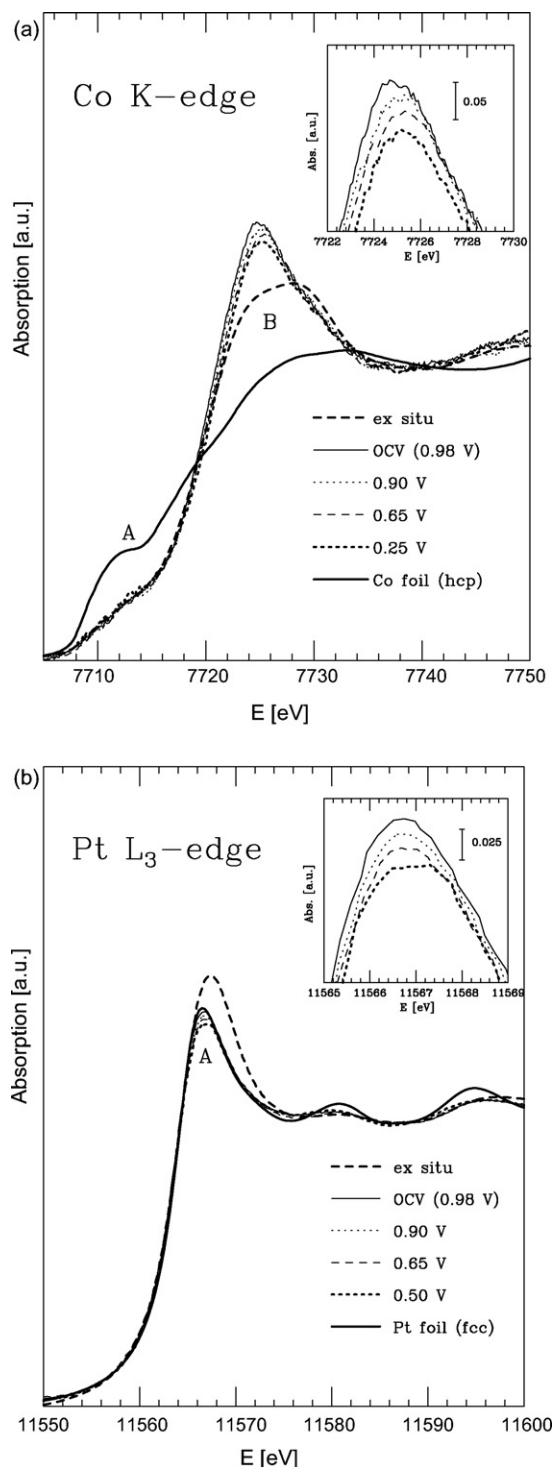 (a)
Co K-edge
Absorption [a.u.]
Abs. [a.u.]
0.05
7722 7724 7726 7728 7730
E [eV]
B
A
ex situ
OCV (0.98 V)
0.90 V
0.65 V
0.25 V
Co foil (hcp)
7710 7720 7730 7740 7750
E [eV]
(b)
Pt L3-edge
Absorption [a.u.]
Abs. [a.u.]
0.025
11565 11566 11567 11568 11569
E [eV]
A
ex situ
OCV (0.98 V)
0.90 V
0.65 V
0.50 V
Pt foil (fcc)
11550 11560 11570 11580 11590 11600
E [eV]